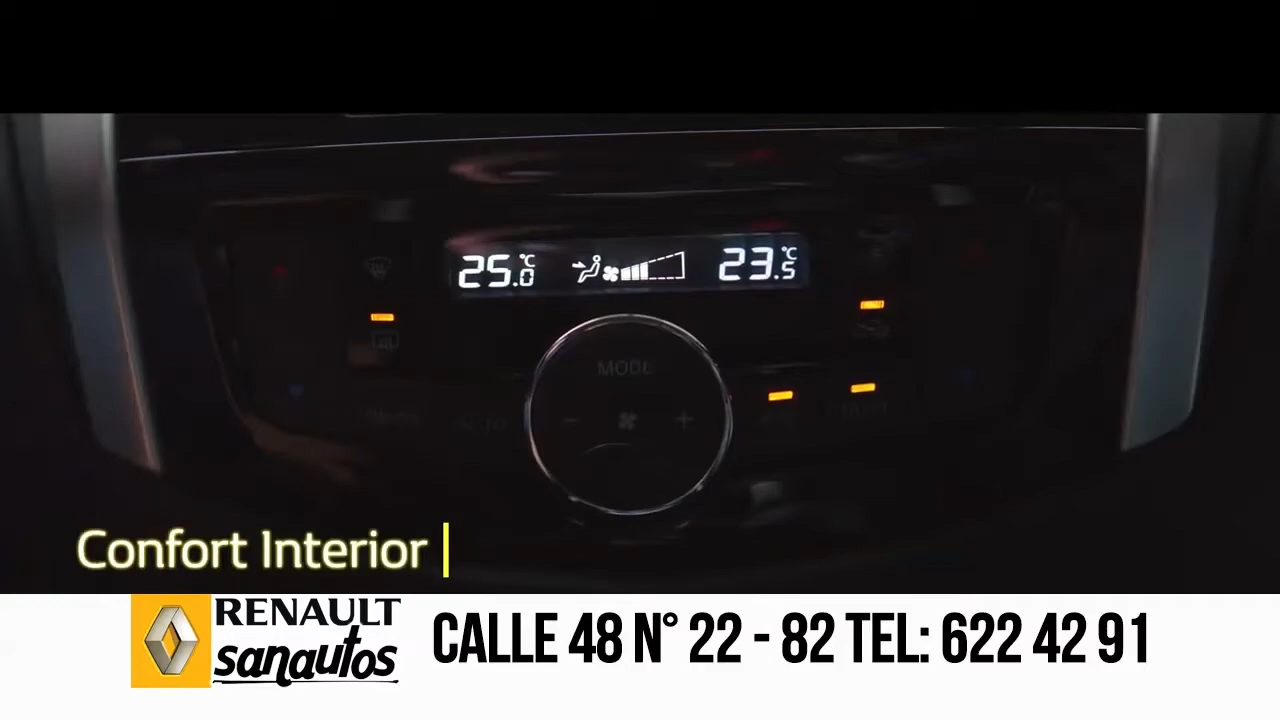 25.0 °C
23.5 °C
MODE
- +
Confort Interior
RENAULT
sanautos
CALLE 48 N° 22 - 82 TEL: 622 42 91